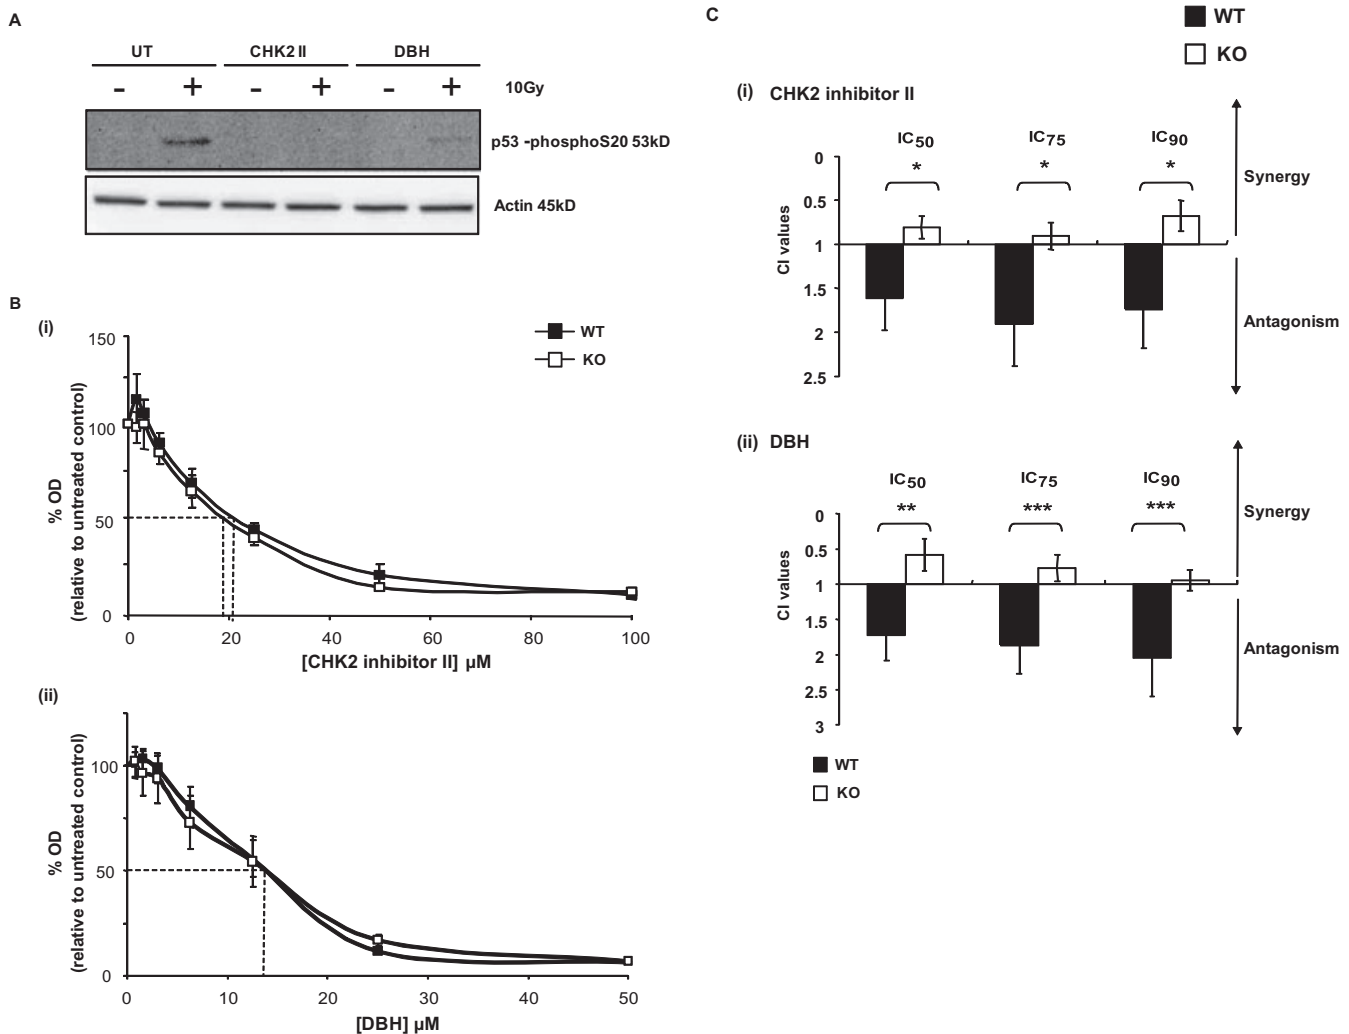 A
UT CHK2 II DBH
- + - + - + 10Gy
p53 -phosphoS20 53kD
Actin 45kD
B
(i)
WT
KO
150
100
50
0
% OD
(relative to untreated control)
0 20 40 60 80 100
[CHK2 inhibitor II] µM
(ii)
100
50
0
% OD
(relative to untreated control)
0 10 20 30 40 50
[DBH] µM
C
WT
KO
(i) CHK2 inhibitor II
IC50 IC75 IC90
* * *
0
0.5
1
1.5
2
2.5
CI values
Synergy
Antagonism
(ii) DBH
IC50 IC75 IC90
** *** ***
0
0.5
1
1.5
2
2.5
3
CI values
Synergy
Antagonism
WT
KO